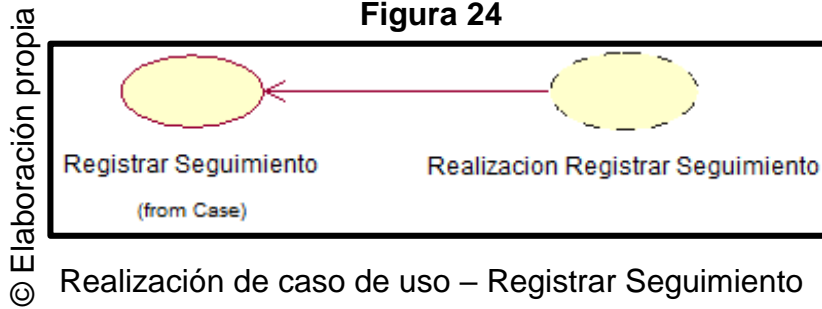 Figura 24
© Elaboración propia
Registrar Seguimiento
(from Case)
Realizacion Registrar Seguimiento
Realización de caso de uso – Registrar Seguimiento